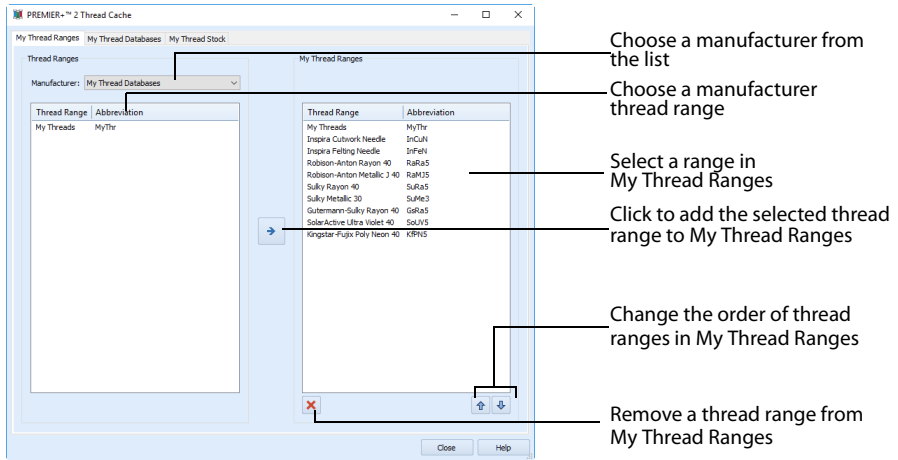 PREMIER+™ 2 Thread Cache
My Thread Ranges My Thread Databases My Thread Stock
Thread Ranges
Manufacturer: My Thread Databases
Thread Range Abbreviation
My Threads MyThr
My Thread Ranges
Thread Range Abbreviation
My Threads MyThr
Inspira Cutwork Needle InCuN
Inspira Felting Needle InFeN
Robison-Anton Rayon 40 RaRa5
Robison-Anton Metallic J 40 RaMJ5
Sulky Rayon 40 SuRa5
Sulky Metallic 30 SuMe3
Gutermann-Sulky Rayon 40 GsRa5
SolarActive Ultra Violet 40 SoUV5
Kingstar-Fujix Poly Neon 40 KfPN5
Close Help
Choose a manufacturer from
the list
Choose a manufacturer
thread range
Select a range in
My Thread Ranges
Click to add the selected thread
range to My Thread Ranges
Change the order of thread
ranges in My Thread Ranges
Remove a thread range from
My Thread Ranges